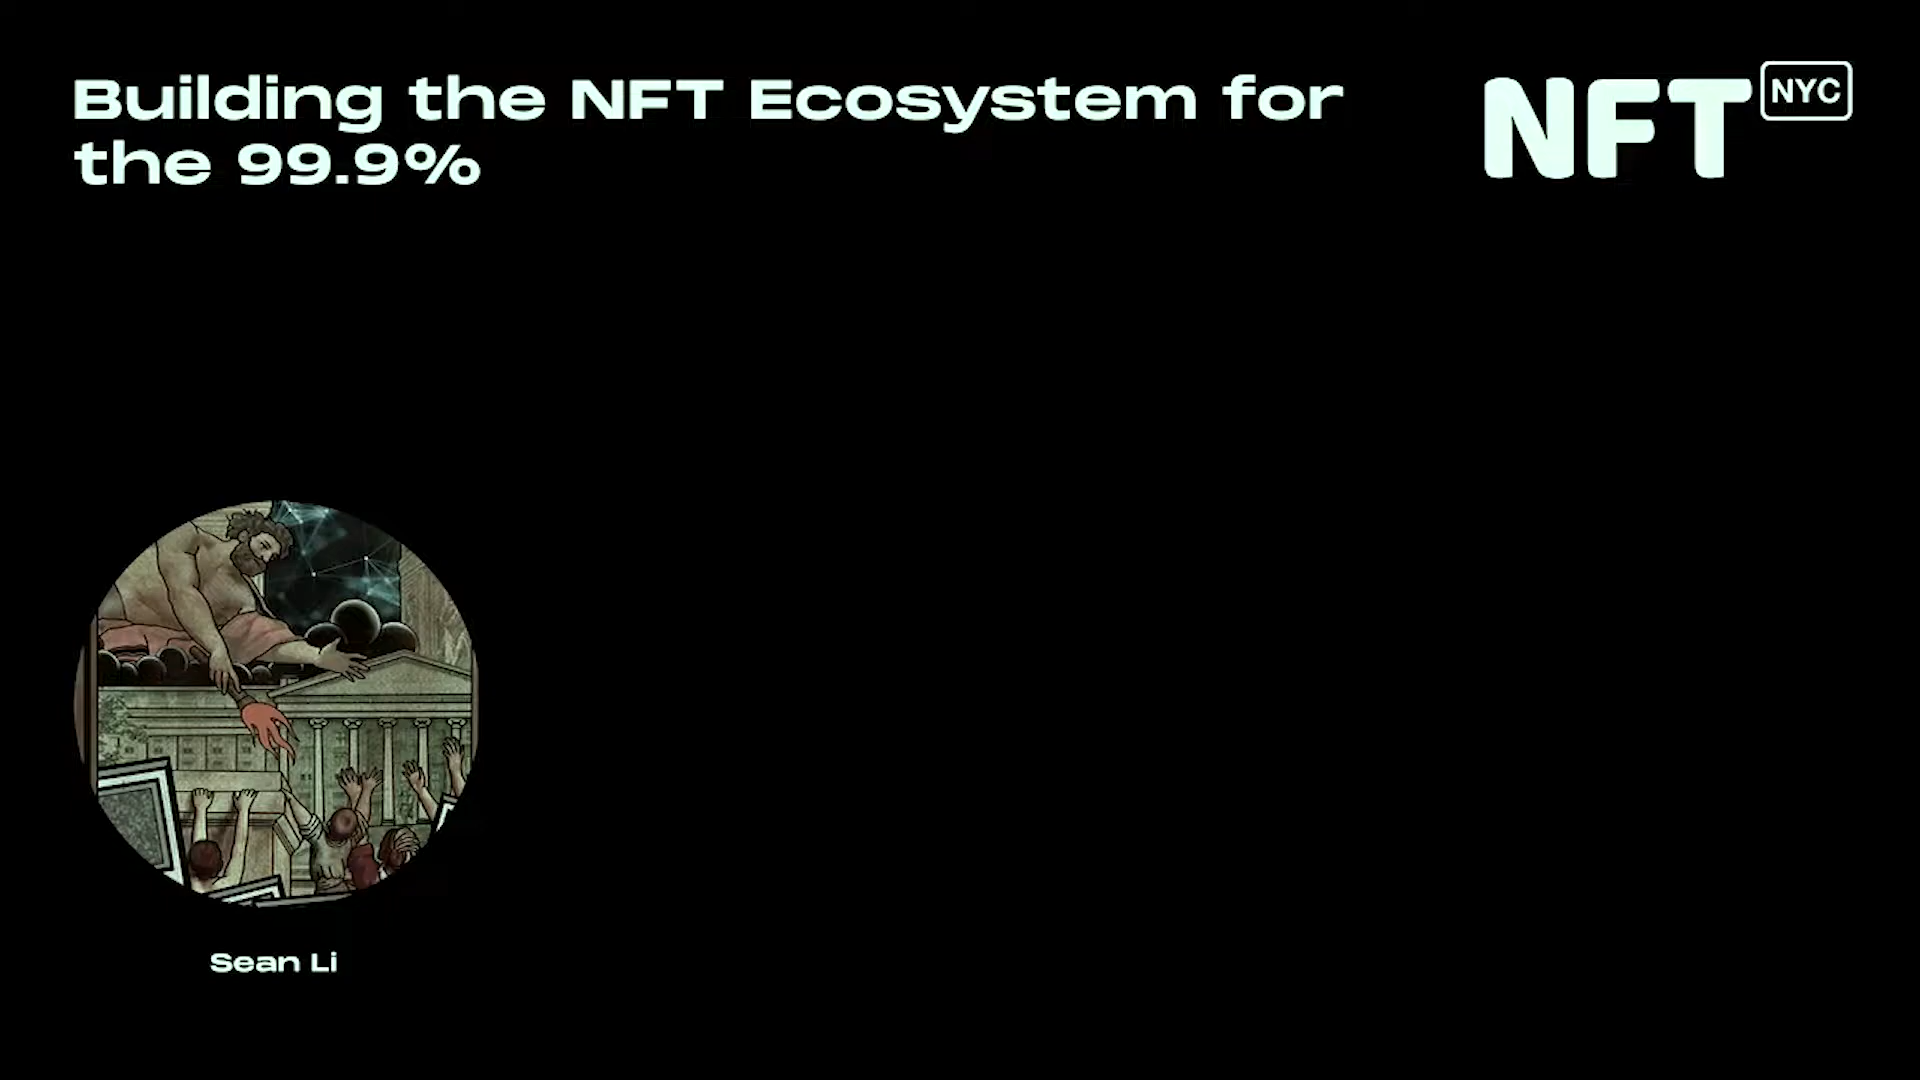 Building the NFT Ecosystem for
the 99.9%
NFT NYC
Sean Li